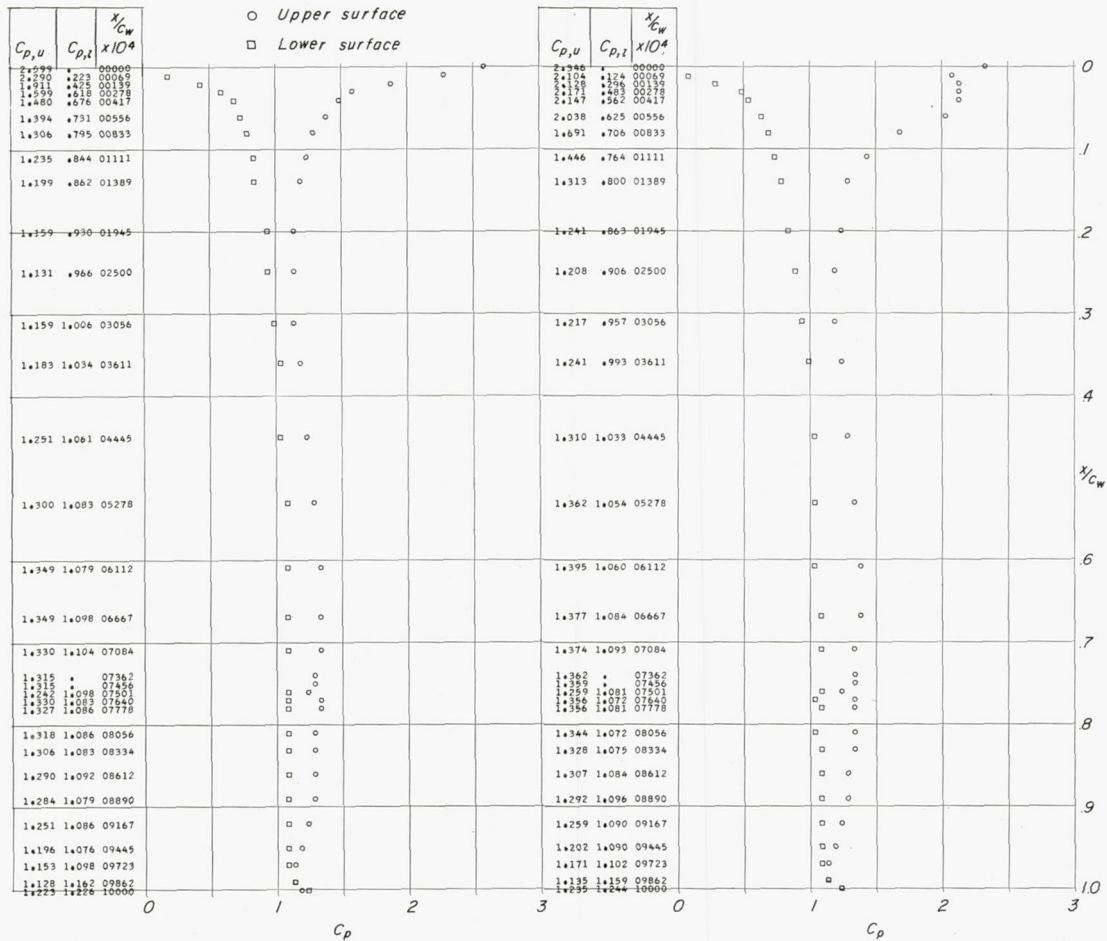 ○ Upper surface
□ Lower surface
Cp,u Cp,l x/cw x10⁴
2.599 . 00000
2.290 .223 00069
1.911 .425 00139
1.599 .618 00278
1.480 .676 00417
1.394 .731 00556
1.306 .795 00833
1.235 .844 01111
1.199 .862 01389
1.159 .930 01945
1.131 .966 02500
1.159 1.006 03056
1.183 1.034 03611
1.251 1.061 04445
1.300 1.083 05278
1.349 1.079 06112
1.349 1.098 06667
1.330 1.104 07084
1.315 . 07362
1.315 . 07456
1.242 1.098 07501
1.330 1.083 07640
1.327 1.086 07778
1.318 1.086 08056
1.306 1.083 08334
1.290 1.092 08612
1.284 1.079 08890
1.251 1.086 09167
1.196 1.076 09445
1.153 1.098 09723
1.128 1.162 09862
1.223 1.226 10000
0 1 2 3
Cp
Cp,u Cp,l x/cw x10⁴
2.346 . 00000
2.104 .124 00069
2.128 .296 00139
2.171 .483 00278
2.147 .562 00417
2.038 .625 00556
1.691 .706 00833
1.446 .764 01111
1.313 .800 01389
1.241 .863 01945
1.208 .906 02500
1.217 .957 03056
1.241 .993 03611
1.310 1.033 04445
1.362 1.054 05278
1.395 1.060 06112
1.377 1.084 06667
1.374 1.093 07084
1.362 . 07362
1.359 . 07456
1.259 1.081 07501
1.356 1.072 07640
1.356 1.081 07778
1.344 1.072 08056
1.328 1.075 08334
1.307 1.084 08612
1.292 1.096 08890
1.259 1.090 09167
1.202 1.090 09445
1.171 1.102 09723
1.135 1.159 09862
1.235 1.244 10000
0 1 2 3
Cp
0
.1
.2
.3
.4
x/cw
.6
.7
.8
.9
1.0